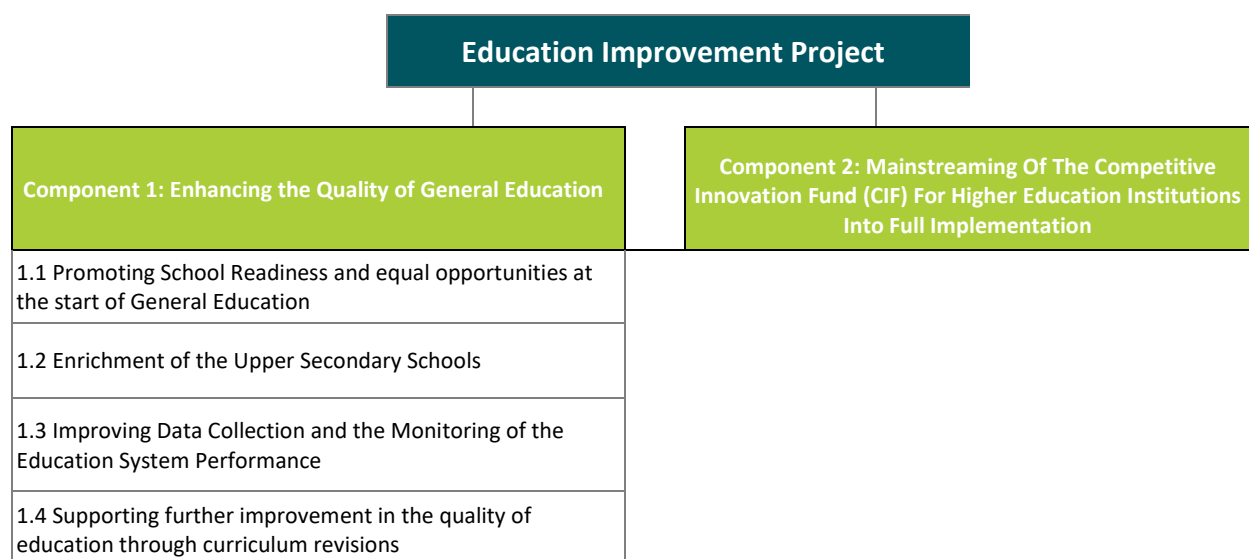 Education Improvement Project
Component 1: Enhancing the Quality of General Education
Component 2: Mainstreaming Of The Competitive
Innovation Fund (CIF) For Higher Education Institutions
Into Full Implementation
1.1 Promoting School Readiness and equal opportunities at
the start of General Education
1.2 Enrichment of the Upper Secondary Schools
1.3 Improving Data Collection and the Monitoring of the
Education System Performance
1.4 Supporting further improvement in the quality of
education through curriculum revisions